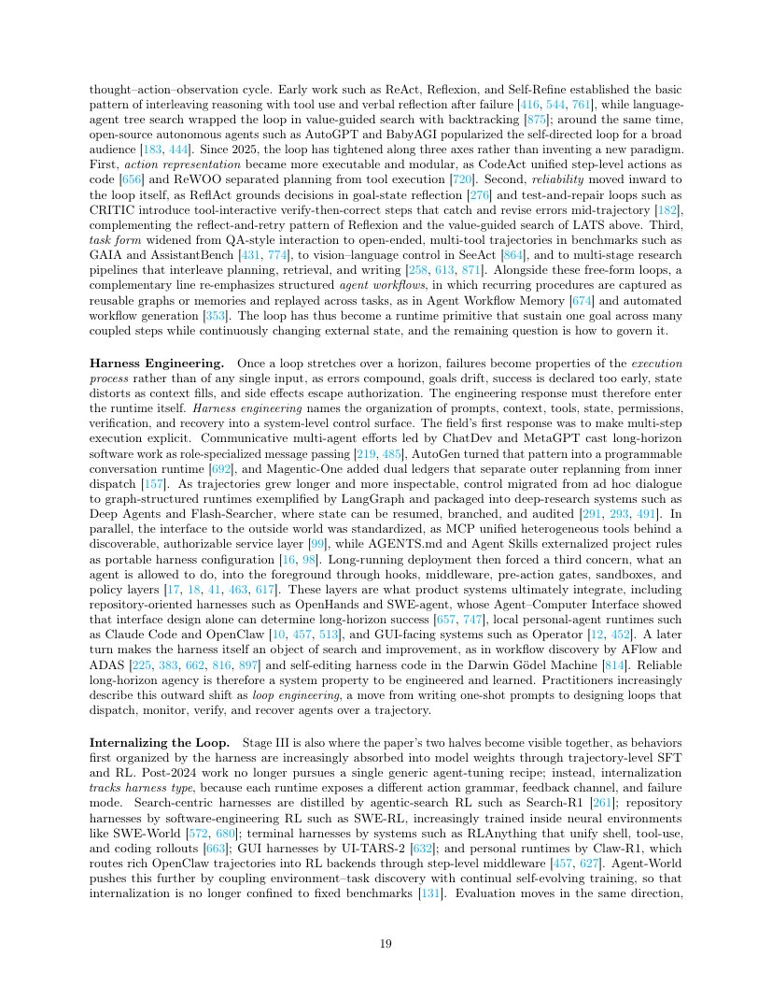 thought–action–observation cycle. Early work such as ReAct, Reflexion, and Self-Refine established the basic
pattern of interleaving reasoning with tool use and verbal reflection after failure [416, 544, 761], while language-
agent tree search wrapped the loop in value-guided search with backtracking [875]; around the same time,
open-source autonomous agents such as AutoGPT and BabyAGI popularized the self-directed loop for a broad
audience [183, 444]. Since 2025, the loop has tightened along three axes rather than inventing a new paradigm.
First, action representation became more executable and modular, as CodeAct unified step-level actions as
code [656] and ReWOO separated planning from tool execution [720]. Second, reliability moved inward to
the loop itself, as ReflAct grounds decisions in goal-state reflection [276] and test-and-repair loops such as
CRITIC introduce tool-interactive verify-then-correct steps that catch and revise errors mid-trajectory [182],
complementing the reflect-and-retry pattern of Reflexion and the value-guided search of LATS above. Third,
task form widened from QA-style interaction to open-ended, multi-tool trajectories in benchmarks such as
GAIA and AssistantBench [431, 774], to vision–language control in SeeAct [864], and to multi-stage research
pipelines that interleave planning, retrieval, and writing [258, 613, 871]. Alongside these free-form loops, a
complementary line re-emphasizes structured agent workflows, in which recurring procedures are captured as
reusable graphs or memories and replayed across tasks, as in Agent Workflow Memory [674] and automated
workflow generation [353]. The loop has thus become a runtime primitive that sustain one goal across many
coupled steps while continuously changing external state, and the remaining question is how to govern it.
Harness Engineering. Once a loop stretches over a horizon, failures become properties of the execution
process rather than of any single input, as errors compound, goals drift, success is declared too early, state
distorts as context fills, and side effects escape authorization. The engineering response must therefore enter
the runtime itself. Harness engineering names the organization of prompts, context, tools, state, permissions,
verification, and recovery into a system-level control surface. The field's first response was to make multi-step
execution explicit. Communicative multi-agent efforts led by ChatDev and MetaGPT cast long-horizon
software work as role-specialized message passing [219, 485], AutoGen turned that pattern into a programmable
conversation runtime [692], and Magentic-One added dual ledgers that separate outer replanning from inner
dispatch [157]. As trajectories grew longer and more inspectable, control migrated from ad hoc dialogue
to graph-structured runtimes exemplified by LangGraph and packaged into deep-research systems such as
Deep Agents and Flash-Searcher, where state can be resumed, branched, and audited [291, 293, 491]. In
parallel, the interface to the outside world was standardized, as MCP unified heterogeneous tools behind a
discoverable, authorizable service layer [99], while AGENTS.md and Agent Skills externalized project rules
as portable harness configuration [16, 98]. Long-running deployment then forced a third concern, what an
agent is allowed to do, into the foreground through hooks, middleware, pre-action gates, sandboxes, and
policy layers [17, 18, 41, 463, 617]. These layers are what product systems ultimately integrate, including
repository-oriented harnesses such as OpenHands and SWE-agent, whose Agent–Computer Interface showed
that interface design alone can determine long-horizon success [657, 747], local personal-agent runtimes such
as Claude Code and OpenClaw [10, 457, 513], and GUI-facing systems such as Operator [12, 452]. A later
turn makes the harness itself an object of search and improvement, as in workflow discovery by AFlow and
ADAS [225, 383, 662, 816, 897] and self-editing harness code in the Darwin Gödel Machine [814]. Reliable
long-horizon agency is therefore a system property to be engineered and learned. Practitioners increasingly
describe this outward shift as loop engineering, a move from writing one-shot prompts to designing loops that
dispatch, monitor, verify, and recover agents over a trajectory.
Internalizing the Loop. Stage III is also where the paper's two halves become visible together, as behaviors
first organized by the harness are increasingly absorbed into model weights through trajectory-level SFT
and RL. Post-2024 work no longer pursues a single generic agent-tuning recipe; instead, internalization
tracks harness type, because each runtime exposes a different action grammar, feedback channel, and failure
mode. Search-centric harnesses are distilled by agentic-search RL such as Search-R1 [261]; repository
harnesses by software-engineering RL such as SWE-RL, increasingly trained inside neural environments
like SWE-World [572, 680]; terminal harnesses by systems such as RLAnything that unify shell, tool-use,
and coding rollouts [663]; GUI harnesses by UI-TARS-2 [632]; and personal runtimes by Claw-R1, which
routes rich OpenClaw trajectories into RL backends through step-level middleware [457, 627]. Agent-World
pushes this further by coupling environment–task discovery with continual self-evolving training, so that
internalization is no longer confined to fixed benchmarks [131]. Evaluation moves in the same direction,
19